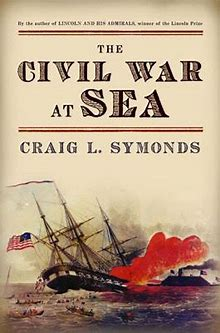 By the author of LINCOLN AND HIS ADMIRALS, winner of the Lincoln Prize
THE
CIVIL WAR
AT SEA
CRAIG L. SYMONDS